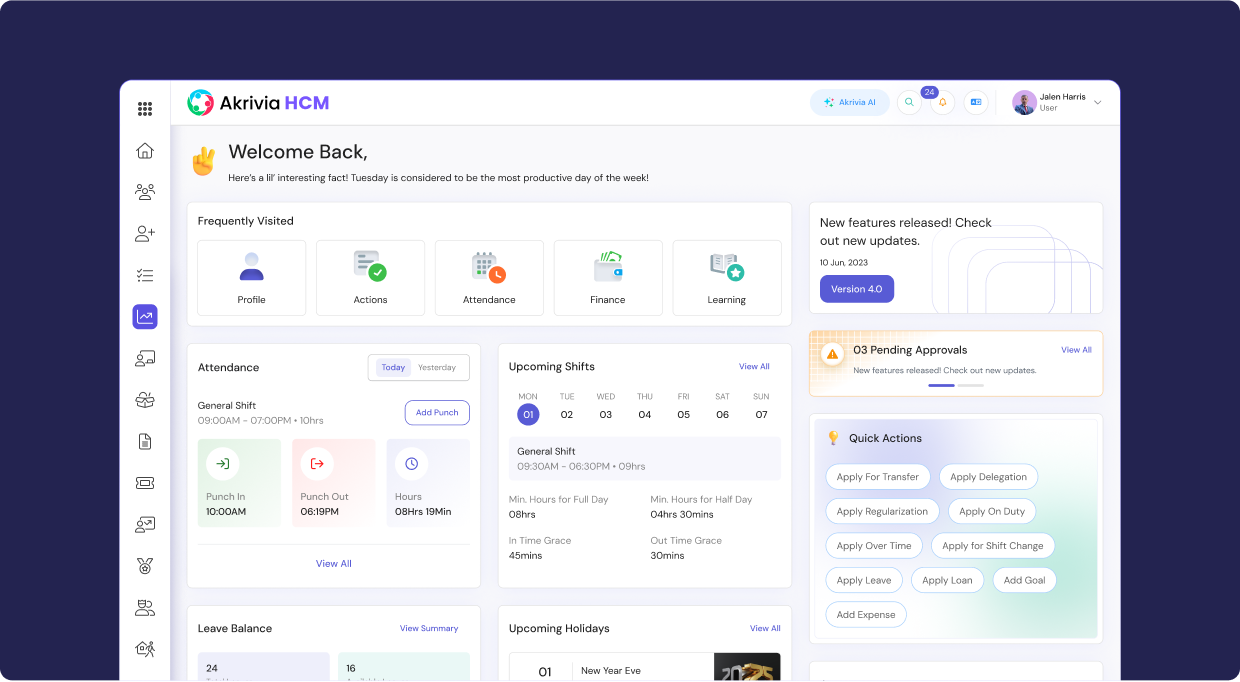 Akrivia HCM
Akrivia AI
24
Jalen Harris
User
Welcome Back,
Here's a lil' interesting fact! Tuesday is considered to be the most productive day of the week!
Frequently Visited
Profile
Actions
Attendance
Finance
Learning
New features released! Check
out new updates.
10 Jun, 2023
Version 4.0
03 Pending Approvals
View All
New features released! Check out new updates.
Attendance
Today
Yesterday
General Shift
09:00AM - 07:00PM • 10hrs
Add Punch
Punch In
10:00AM
Punch Out
06:19PM
Hours
08Hrs 19Min
View All
Upcoming Shifts
View All
MON TUE WED THU FRI SAT SUN
01 02 03 04 05 06 07
General Shift
09:30AM - 06:30PM • 09hrs
Min. Hours for Full Day
08hrs
Min. Hours for Half Day
04hrs 30mins
In Time Grace
45mins
Out Time Grace
30mins
Quick Actions
Apply For Transfer
Apply Delegation
Apply Regularization
Apply On Duty
Apply Over Time
Apply for Shift Change
Apply Leave
Apply Loan
Add Goal
Add Expense
Leave Balance
View Summary
24
16
Upcoming Holidays
View All
01
New Year Eve
2025